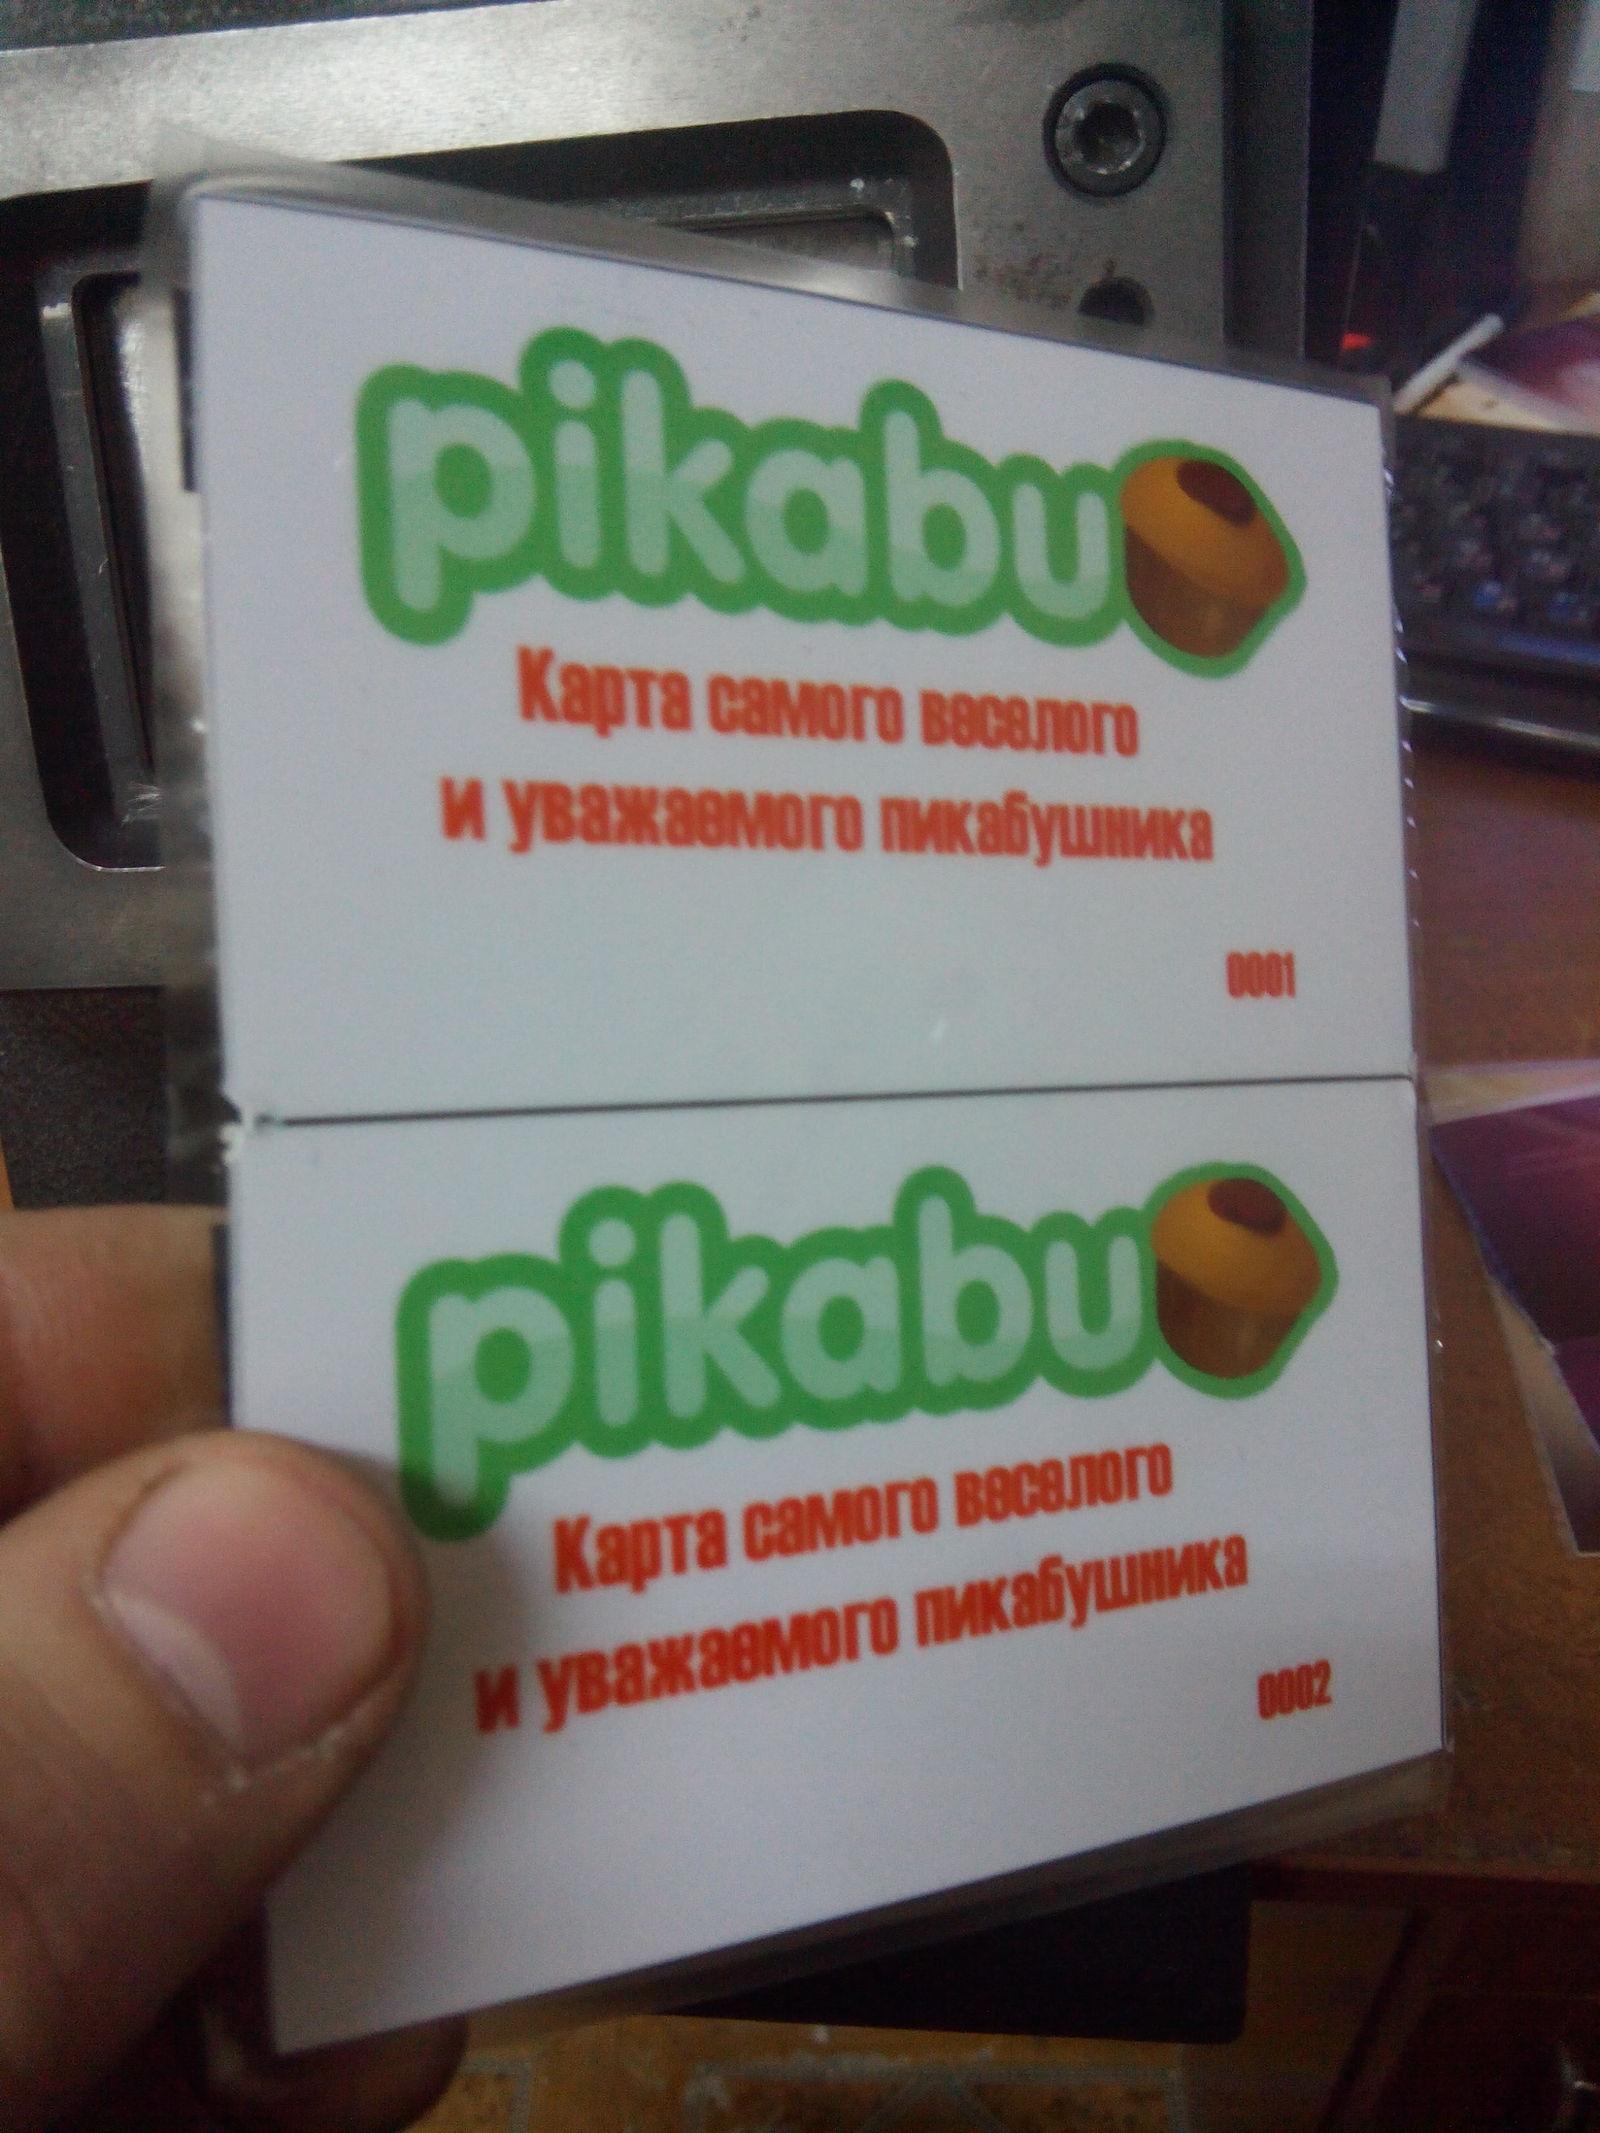 pikabu
Карта самого веселого
и уважаемого пикабушника
0001
pikabu
Карта самого веселого
и уважаемого пикабушника
0002